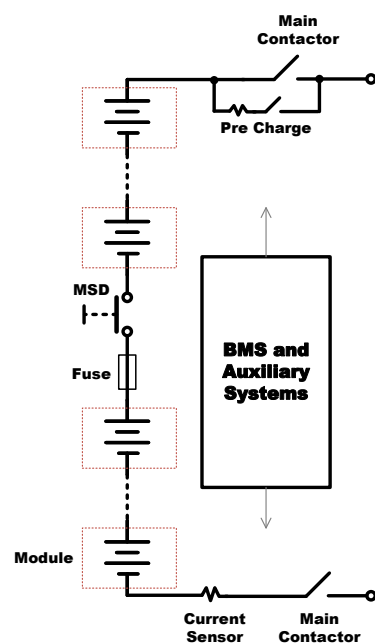 Main
Contactor
Pre Charge
MSD
BMS and
Auxiliary
Systems
Fuse
Module
Current
Sensor
Main
Contactor